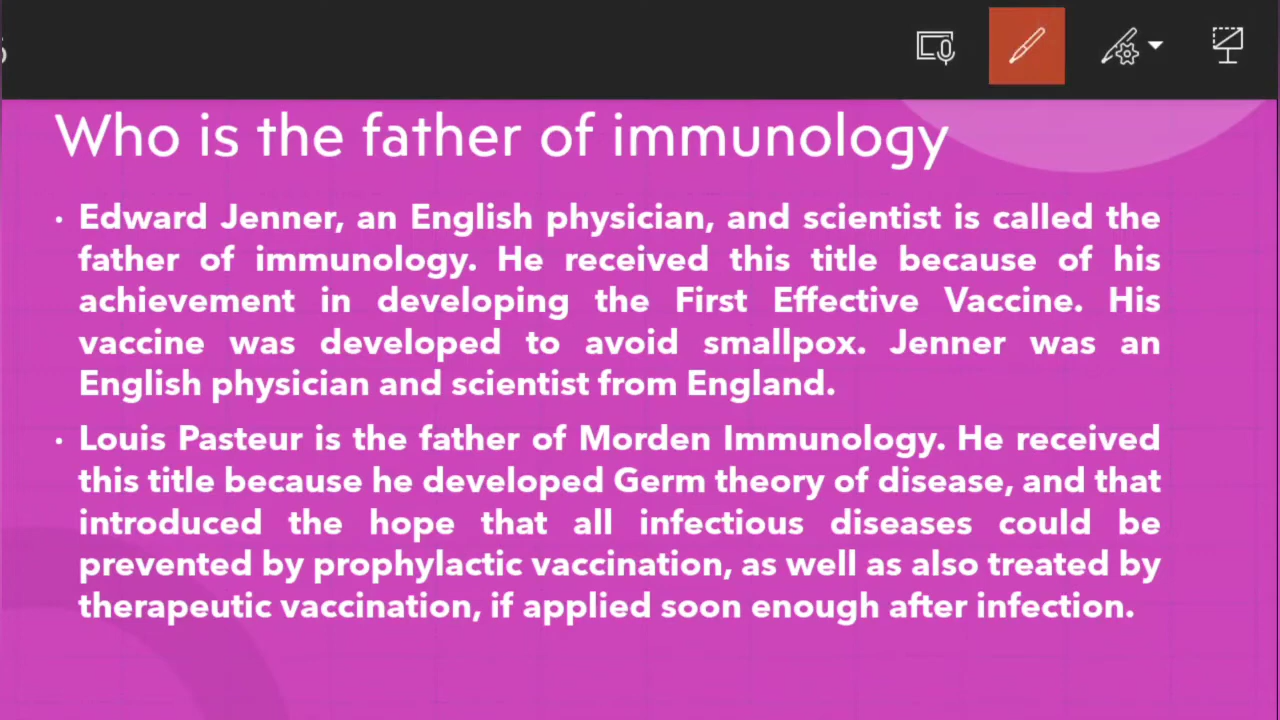 Who is the father of immunology
• Edward Jenner, an English physician, and scientist is called the
father of immunology. He received this title because of his
achievement in developing the First Effective Vaccine. His
vaccine was developed to avoid smallpox. Jenner was an
English physician and scientist from England.
• Louis Pasteur is the father of Morden Immunology. He received
this title because he developed Germ theory of disease, and that
introduced the hope that all infectious diseases could be
prevented by prophylactic vaccination, as well as also treated by
therapeutic vaccination, if applied soon enough after infection.